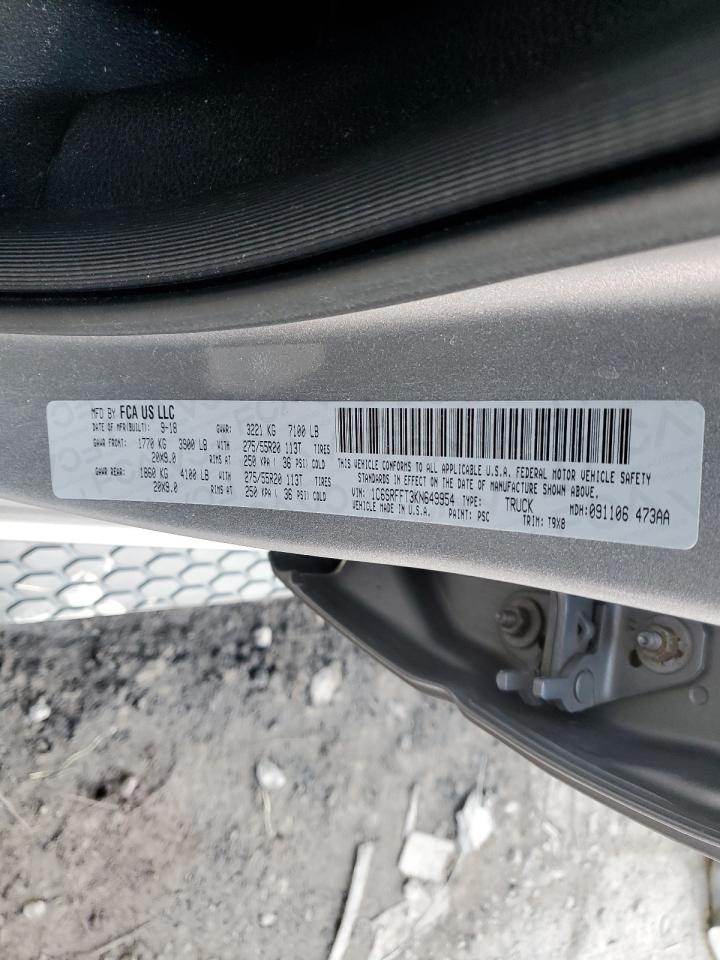 MFD BY FCA US LLC
DATE OF MFR(BUILT): 9-18 GVWR: 3221 KG 7100 LB
GAWR FRONT: 1770 KG 3900 LB WITH 275/55R20 113T TIRES
20X9.0 RIMS AT 250 KPA ( 36 PSI) COLD
GAWR REAR: 1860 KG 4100 LB WITH 275/55R20 113T TIRES
20X9.0 RIMS AT 250 KPA ( 36 PSI) COLD
THIS VEHICLE CONFORMS TO ALL APPLICABLE U.S.A. FEDERAL MOTOR VEHICLE SAFETY
STANDARDS IN EFFECT ON THE DATE OF MANUFACTURE SHOWN ABOVE.
VIN: 1C6SRFFT3KN649954 TYPE: TRUCK MDH:091106 473AA
VEHICLE MADE IN U.S.A. PAINT: PSC TRIM: T9X8